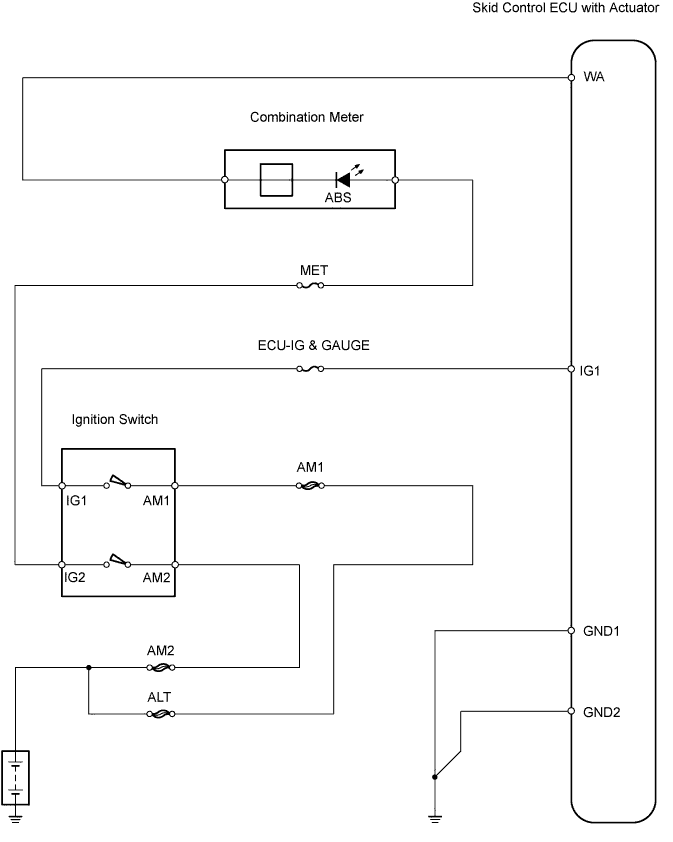 Skid Control ECU with Actuator
WA
Combination Meter
ABS
MET
ECU-IG & GAUGE
IG1
Ignition Switch
AM1
IG1
AM1
IG2
AM2
GND1
AM2
ALT
GND2